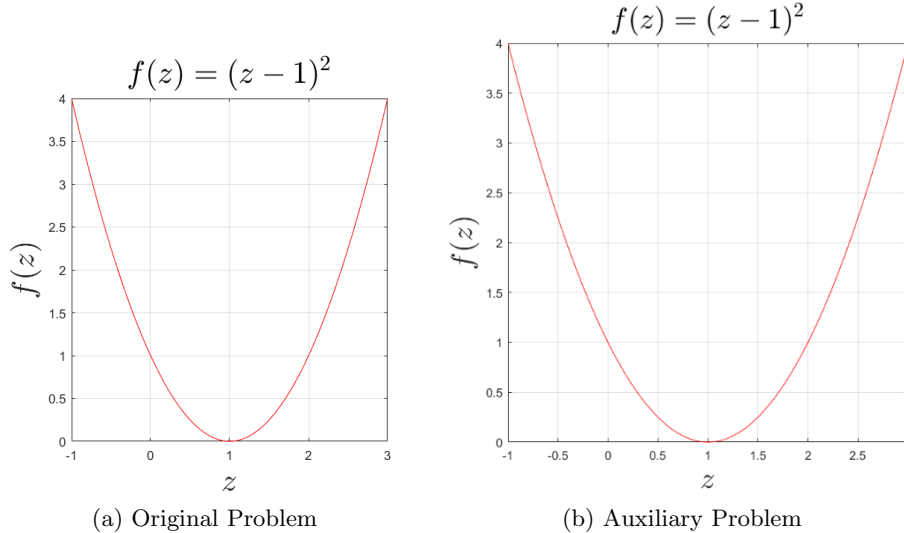 f(z) = (z − 1)²
4
3.5
3
2.5
2
1.5
1
0.5
0
f(z)
-1 0 1 2 3
z
(a) Original Problem
f(z) = (z − 1)²
4
3.5
3
2.5
2
1.5
1
0.5
0
f(z)
-1 -0.5 0 0.5 1 1.5 2 2.5
z
(b) Auxiliary Problem